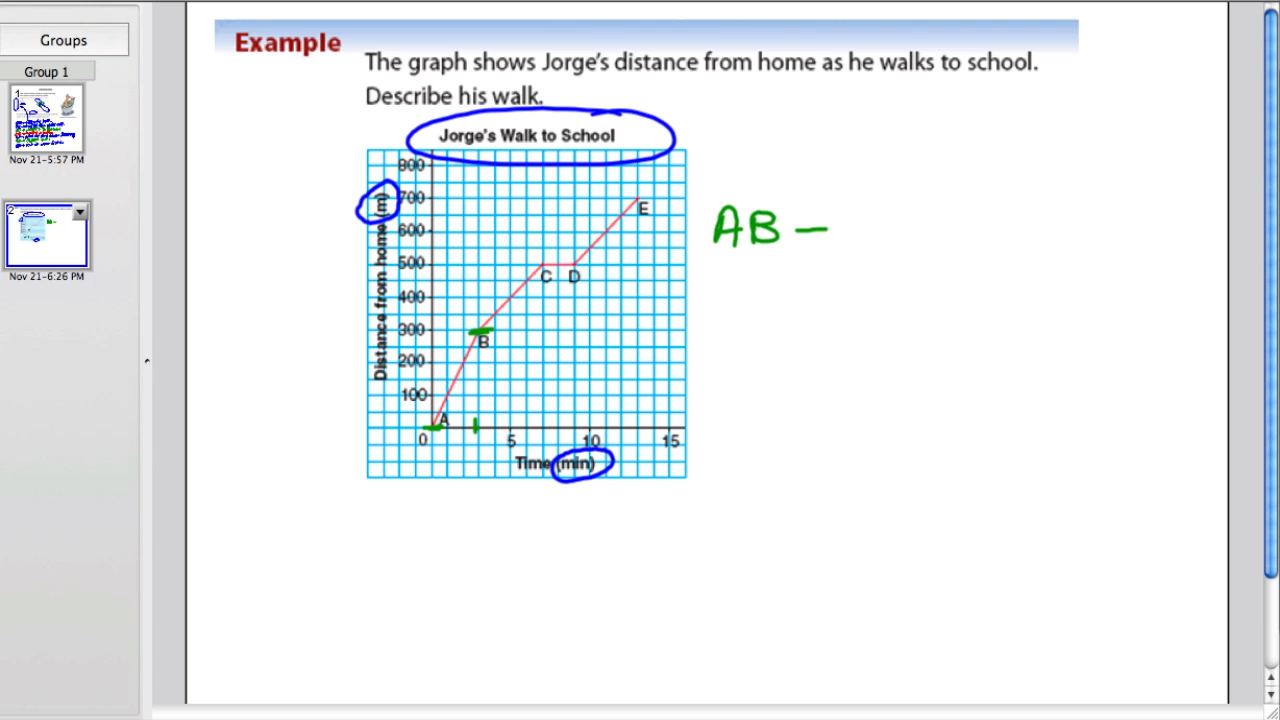 Groups
Group 1
Nov 21-5:57 PM
2
Nov 21-6:26 PM
Example
The graph shows Jorge's distance from home as he walks to school.
Describe his walk.
Jorge's Walk to School
Distance from home (m)
800
700
600
500
400
300
200
100
0
5
10
15
Time (min)
A
B
C
D
E
AB –